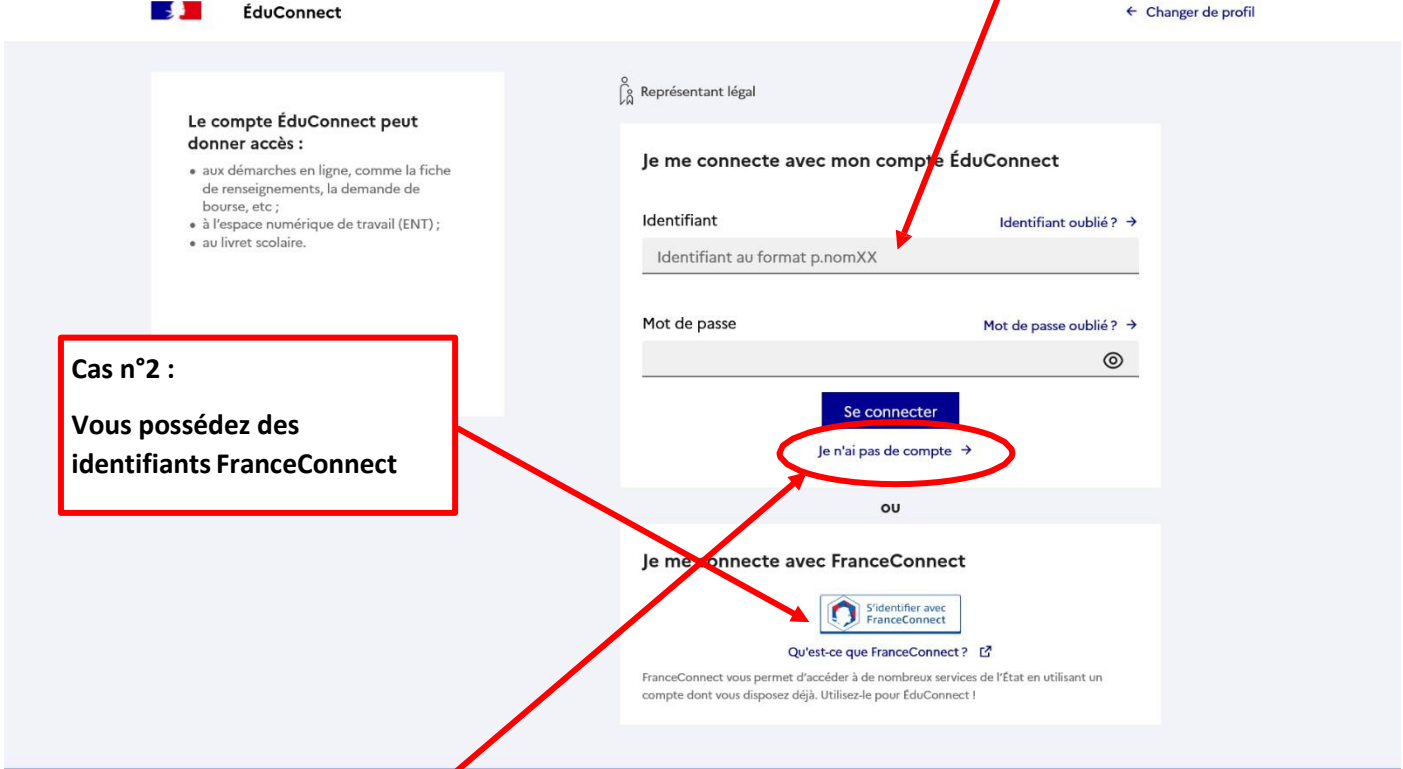 ÉduConnect
← Changer de profil
Le compte ÉduConnect peut
donner accès :
• aux démarches en ligne, comme la fiche
de renseignements, la demande de
bourse, etc ;
• à l'espace numérique de travail (ENT) ;
• au livret scolaire.
Cas n°2 :
Vous possédez des
identifiants FranceConnect
Représentant légal
Je me connecte avec mon compte ÉduConnect
Identifiant
Identifiant oublié ? →
Identifiant au format p.nomXX
Mot de passe
Mot de passe oublié ? →
Se connecter
Je n'ai pas de compte →
ou
Je me connecte avec FranceConnect
S'identifier avec
FranceConnect
Qu'est-ce que FranceConnect ?
FranceConnect vous permet d'accéder à de nombreux services de l'État en utilisant un
compte dont vous disposez déjà. Utilisez-le pour ÉduConnect !